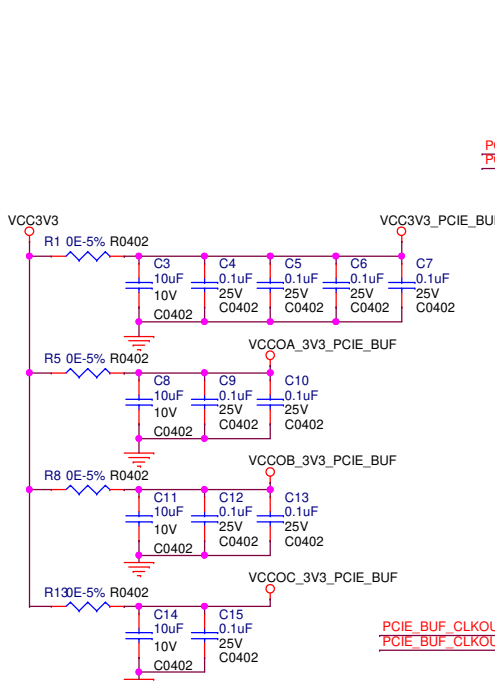 VCC3V3
VCC3V3_PCIE_BUF
R1 0E-5% R0402
C3 C4 C5 C6 C7
10uF 0.1uF 0.1uF 0.1uF 0.1uF
10V 25V 25V 25V 25V
C0402 C0402 C0402 C0402 C0402
VCCOA_3V3_PCIE_BUF
R5 0E-5% R0402
C8 C9 C10
10uF 0.1uF 0.1uF
10V 25V 25V
C0402 C0402 C0402
VCCOB_3V3_PCIE_BUF
R8 0E-5% R0402
C11 C12 C13
10uF 0.1uF 0.1uF
10V 25V 25V
C0402 C0402 C0402
VCCOC_3V3_PCIE_BUF
R13 0E-5% R0402
C14 C15
10uF 0.1uF
10V 25V
C0402 C0402
PCIE_BUF_CLKOU
PCIE_BUF_CLKOU